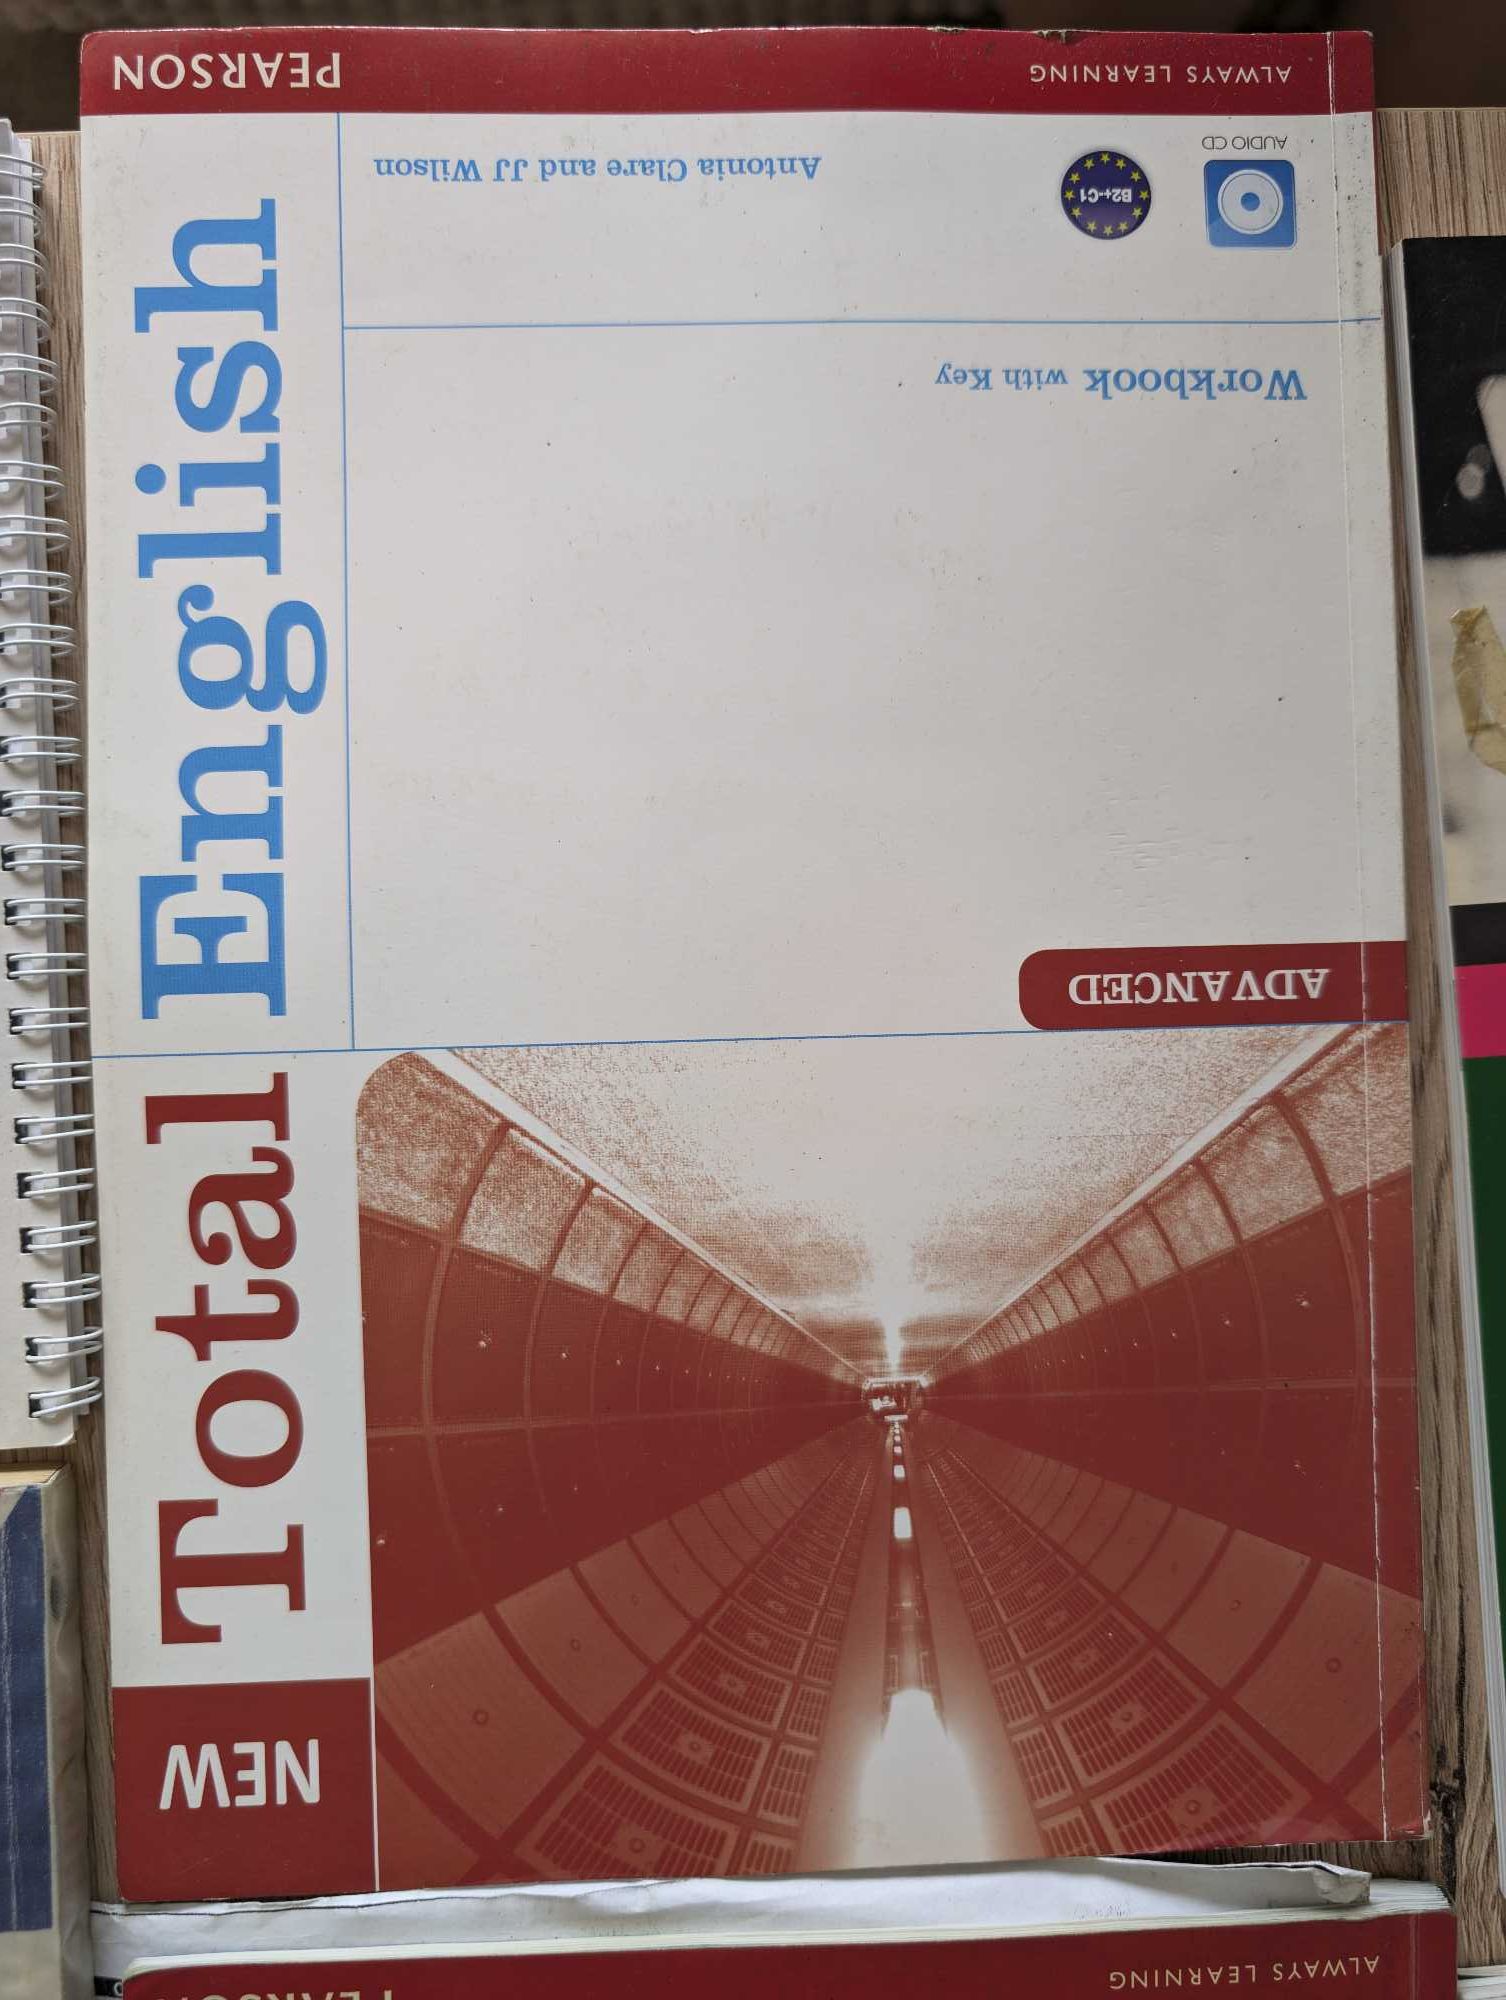 NEW
Total English
ADVANCED
Workbook with Key
Antonia Clare and JJ Wilson
B2+-C1
AUDIO CD
ALWAYS LEARNING
PEARSON
ALWAYS LEARNING
PEARSON